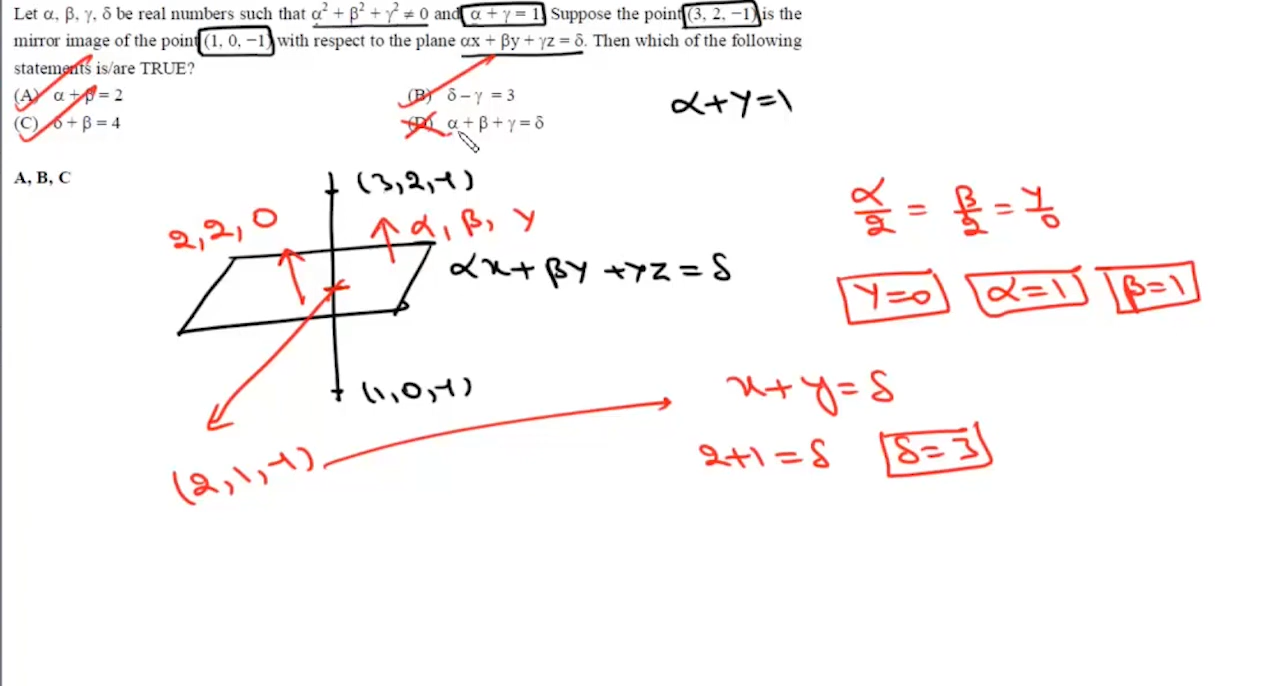 Let α, β, γ, δ be real numbers such that α² + β² + γ² ≠ 0 and α + γ = 1. Suppose the point (3, 2, −1) is the
mirror image of the point (1, 0, −1) with respect to the plane αx + βy + γz = δ. Then which of the following
statements is/are TRUE?
(A) α + β = 2 (B) δ – γ = 3
(C) δ + β = 4 (D) α + β + γ = δ
α+γ=1
A, B, C
(3,2,-1)
2,2,0
α, β, γ
αx + βy + γz = δ
α/2 = β/2 = γ/0
γ=0 α=1 β=1
(1,0,-1)
x + y = δ
2+1 = δ δ = 3
(2,1,-1)